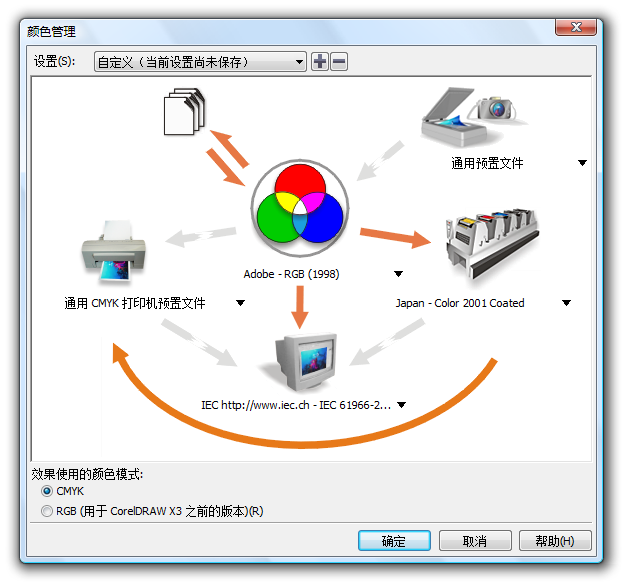 颜色管理
设置(S):
自定义（当前设置尚未保存）
通用预置文件
Adobe - RGB (1998)
通用 CMYK 打印机预置文件
Japan - Color 2001 Coated
IEC http://www.iec.ch - IEC 61966-2...
效果使用的颜色模式:
CMYK
RGB (用于 CorelDRAW X3 之前的版本)(R)
确定
取消
帮助(H)